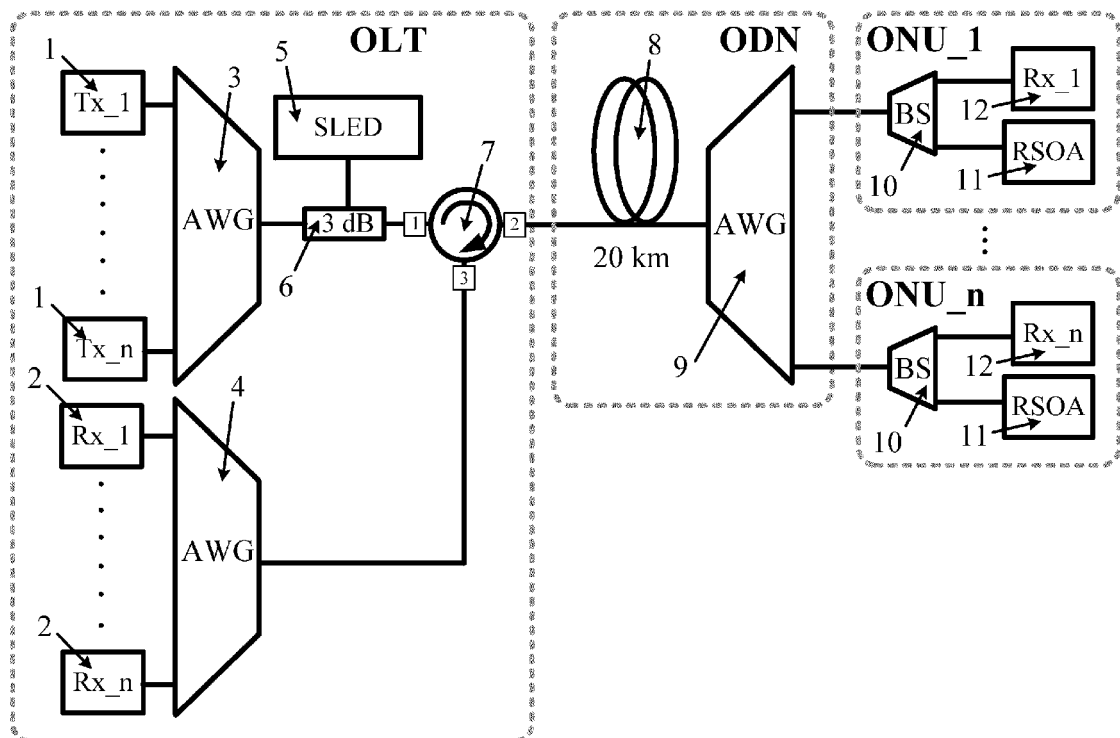 OLT
ODN
ONU_1
1
Tx_1
3
5
SLED
8
7
BS
Rx_1
12
10
RSOA
11
AWG
3 dB
1
2
3
6
20 km
AWG
9
1
Tx_n
2
Rx_1
4
AWG
2
Rx_n
ONU_n
BS
Rx_n
12
10
RSOA
11